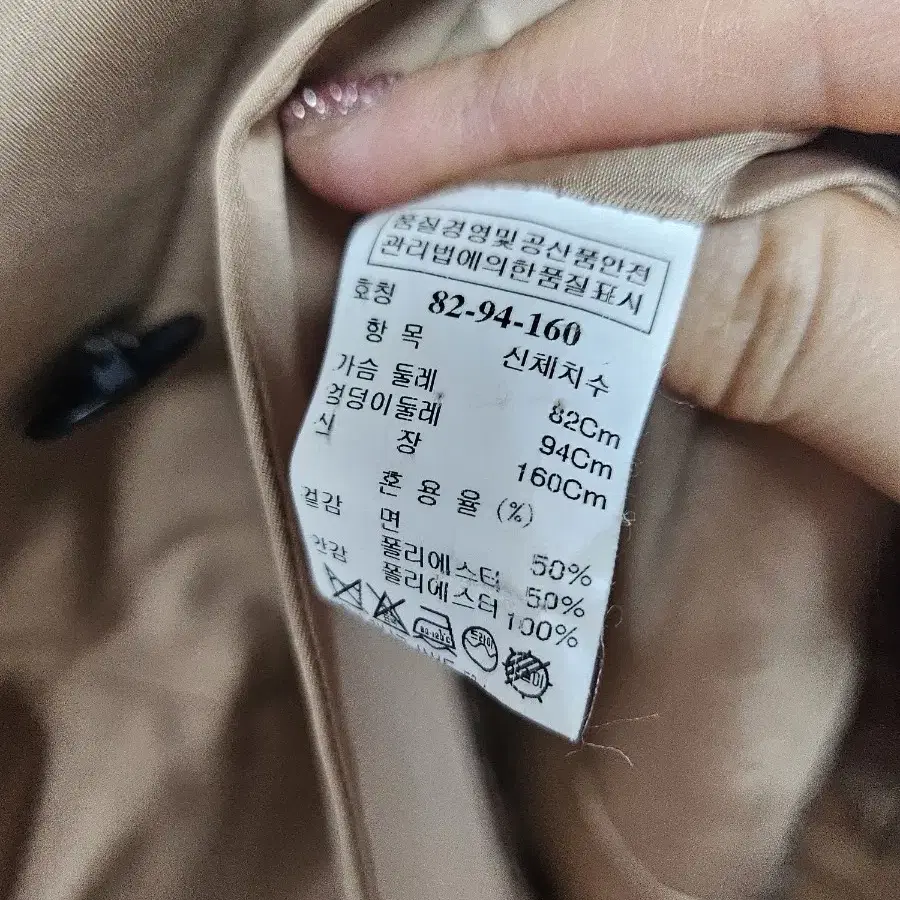 품질경영및공산품안전
관리법에의한품질표시
호칭 82-94-160
항 목 신체치수
가슴 둘레 82Cm
엉덩이둘레 94Cm
신 장 160Cm
혼 용 율 (%)
겉감 면 50%
폴리에스터 50%
안감 폴리에스터 100%
드라이